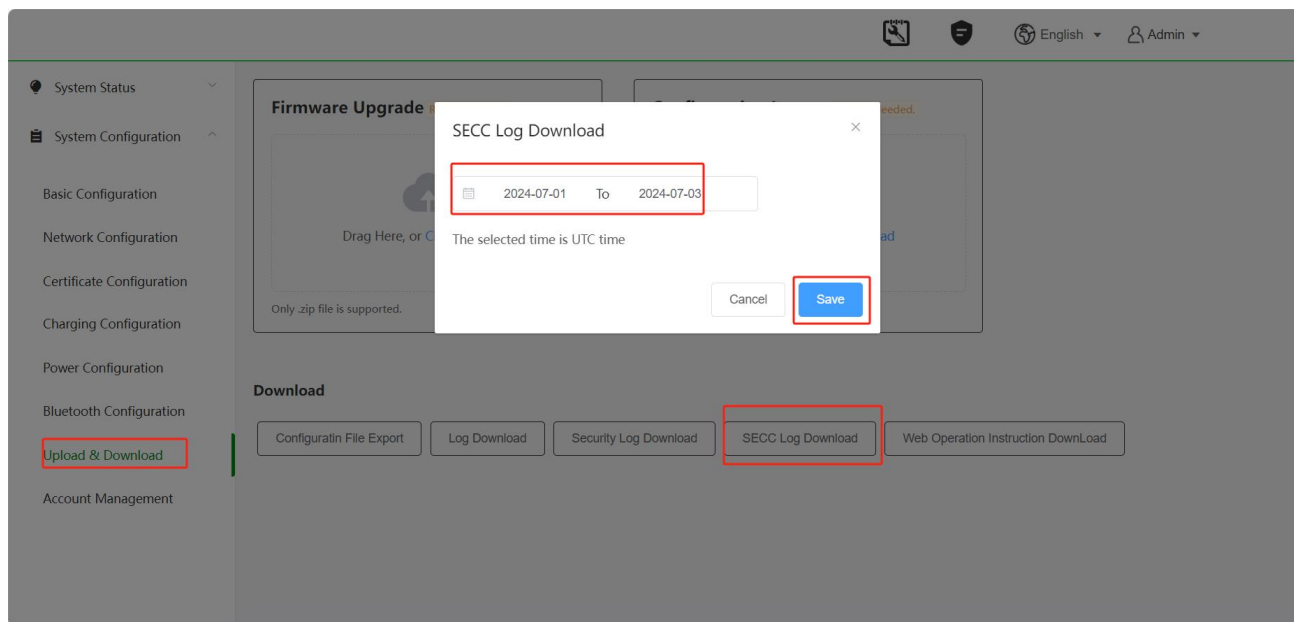 English
Admin
System Status
System Configuration
Basic Configuration
Network Configuration
Certificate Configuration
Charging Configuration
Power Configuration
Bluetooth Configuration
Upload & Download
Account Management
Firmware Upgrade
eeded.
Drag Here, or C
ad
Only .zip file is supported.
SECC Log Download
2024-07-01 To 2024-07-03
The selected time is UTC time
Cancel
Save
Download
Configuratin File Export
Log Download
Security Log Download
SECC Log Download
Web Operation Instruction DownLoad